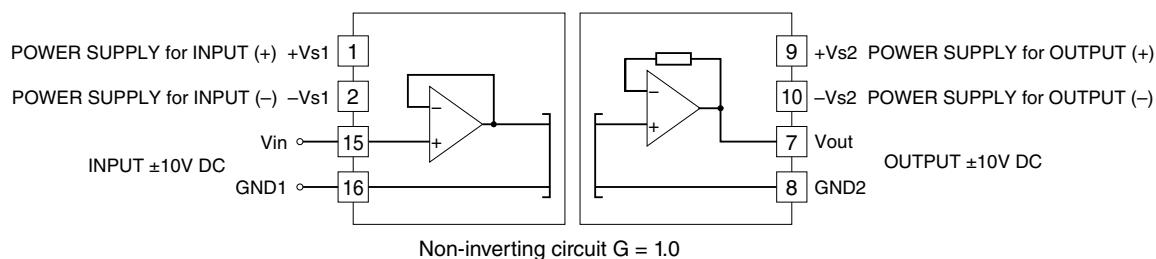 POWER SUPPLY for INPUT (+) +Vs1 1
9 +Vs2 POWER SUPPLY for OUTPUT (+)
POWER SUPPLY for INPUT (–) –Vs1 2
10 –Vs2 POWER SUPPLY for OUTPUT (–)
Vin 15
7 Vout
INPUT ±10V DC
OUTPUT ±10V DC
GND1 16
8 GND2
–
+
–
+
Non-inverting circuit G = 1.0